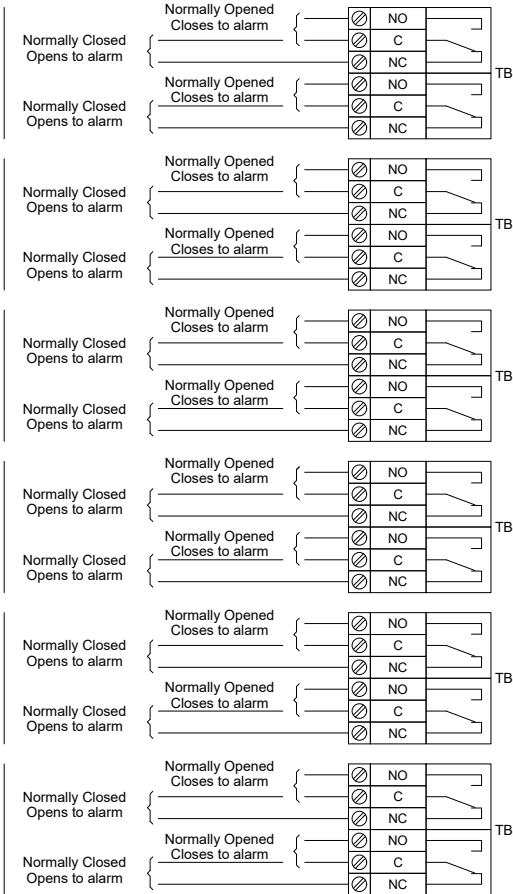 Normally Opened
Closes to alarm
NO
Normally Closed
Opens to alarm
C
NC
TB
Normally Opened
Closes to alarm
NO
Normally Closed
Opens to alarm
C
NC
Normally Opened
Closes to alarm
NO
Normally Closed
Opens to alarm
C
NC
TB
Normally Opened
Closes to alarm
NO
Normally Closed
Opens to alarm
C
NC
Normally Opened
Closes to alarm
NO
Normally Closed
Opens to alarm
C
NC
TB
Normally Opened
Closes to alarm
NO
Normally Closed
Opens to alarm
C
NC
Normally Opened
Closes to alarm
NO
Normally Closed
Opens to alarm
C
NC
TB
Normally Opened
Closes to alarm
NO
Normally Closed
Opens to alarm
C
NC
Normally Opened
Closes to alarm
NO
Normally Closed
Opens to alarm
C
NC
TB
Normally Opened
Closes to alarm
NO
Normally Closed
Opens to alarm
C
NC
Normally Opened
Closes to alarm
NO
Normally Closed
Opens to alarm
C
NC
TB
Normally Opened
Closes to alarm
NO
Normally Closed
Opens to alarm
C
NC